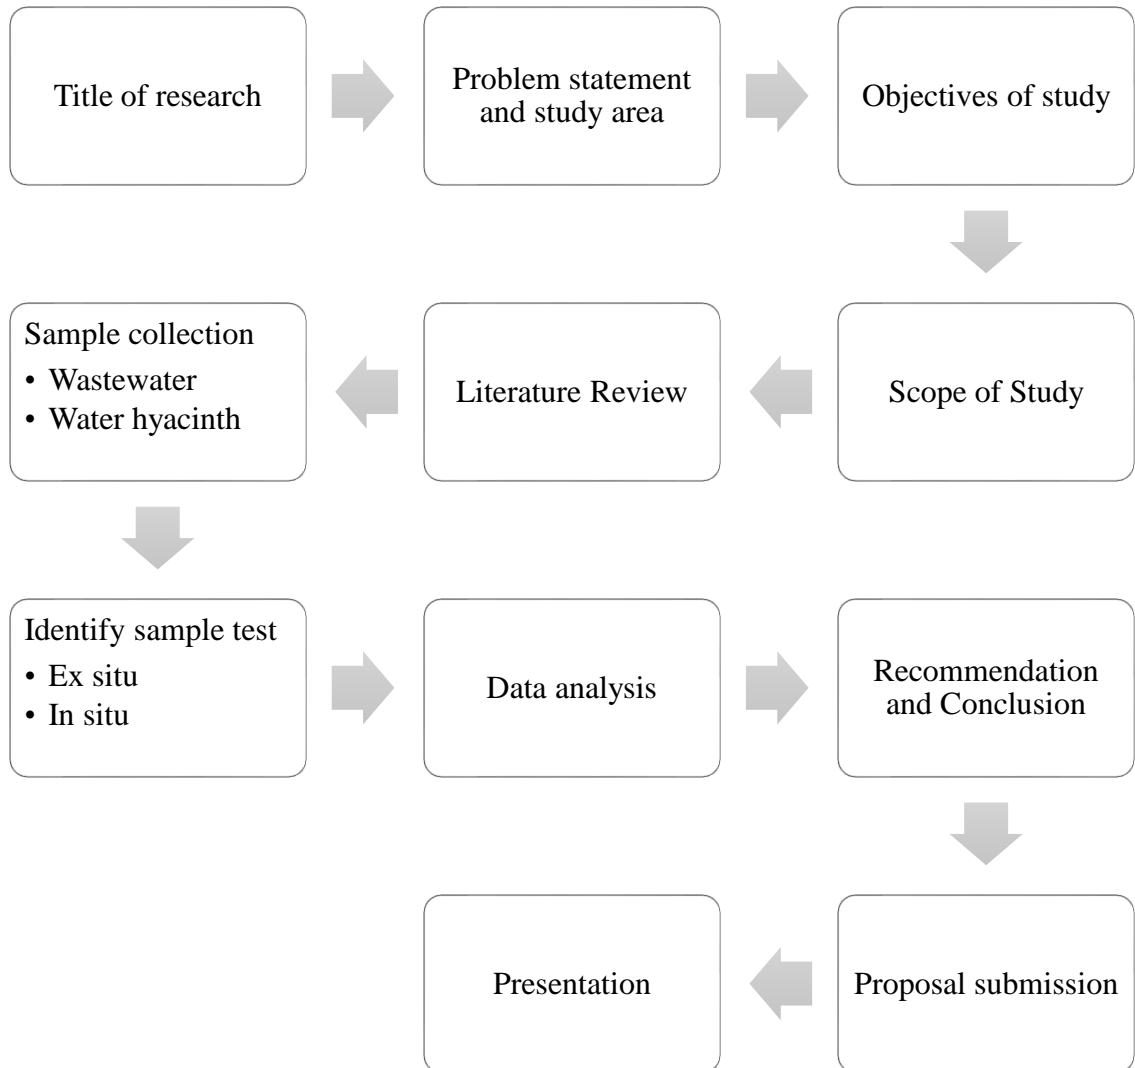 Title of research
Problem statement
and study area
Objectives of study
Scope of Study
Literature Review
Sample collection
• Wastewater
• Water hyacinth
Identify sample test
• Ex situ
• In situ
Data analysis
Recommendation
and Conclusion
Proposal submission
Presentation